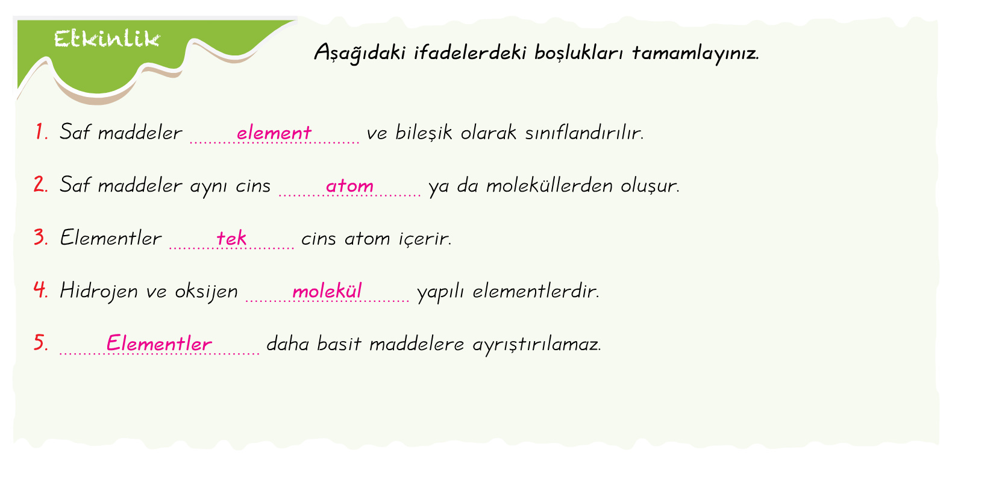 Etkinlik
Aşağıdaki ifadelerdeki boşlukları tamamlayınız.
1. Saf maddeler element ve bileşik olarak sınıflandırılır.
2. Saf maddeler aynı cins atom ya da moleküllerden oluşur.
3. Elementler tek cins atom içerir.
4. Hidrojen ve oksijen molekül yapılı elementlerdir.
5. Elementler daha basit maddelere ayrıştırılamaz.